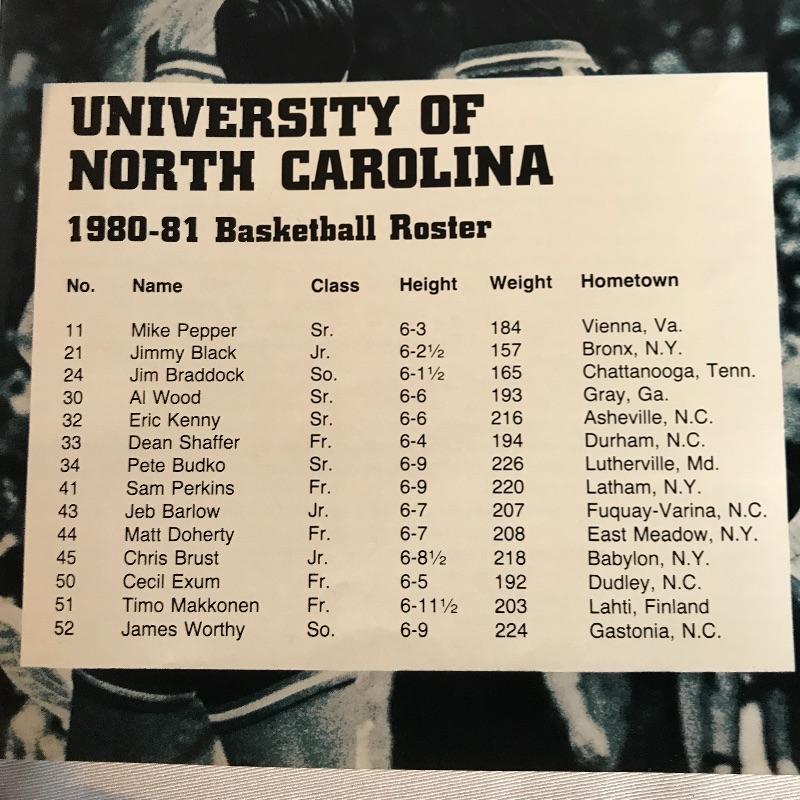 UNIVERSITY OF
NORTH CAROLINA
1980-81 Basketball Roster
No. Name Class Height Weight Hometown
11 Mike Pepper Sr. 6-3 184 Vienna, Va.
21 Jimmy Black Jr. 6-2½ 157 Bronx, N.Y.
24 Jim Braddock So. 6-1½ 165 Chattanooga, Tenn.
30 Al Wood Sr. 6-6 193 Gray, Ga.
32 Eric Kenny Sr. 6-6 216 Asheville, N.C.
33 Dean Shaffer Fr. 6-4 194 Durham, N.C.
34 Pete Budko Sr. 6-9 226 Lutherville, Md.
41 Sam Perkins Fr. 6-9 220 Latham, N.Y.
43 Jeb Barlow Jr. 6-7 207 Fuquay-Varina, N.C.
44 Matt Doherty Fr. 6-7 208 East Meadow, N.Y.
45 Chris Brust Jr. 6-8½ 218 Babylon, N.Y.
50 Cecil Exum Fr. 6-5 192 Dudley, N.C.
51 Timo Makkonen Fr. 6-11½ 203 Lahti, Finland
52 James Worthy So. 6-9 224 Gastonia, N.C.